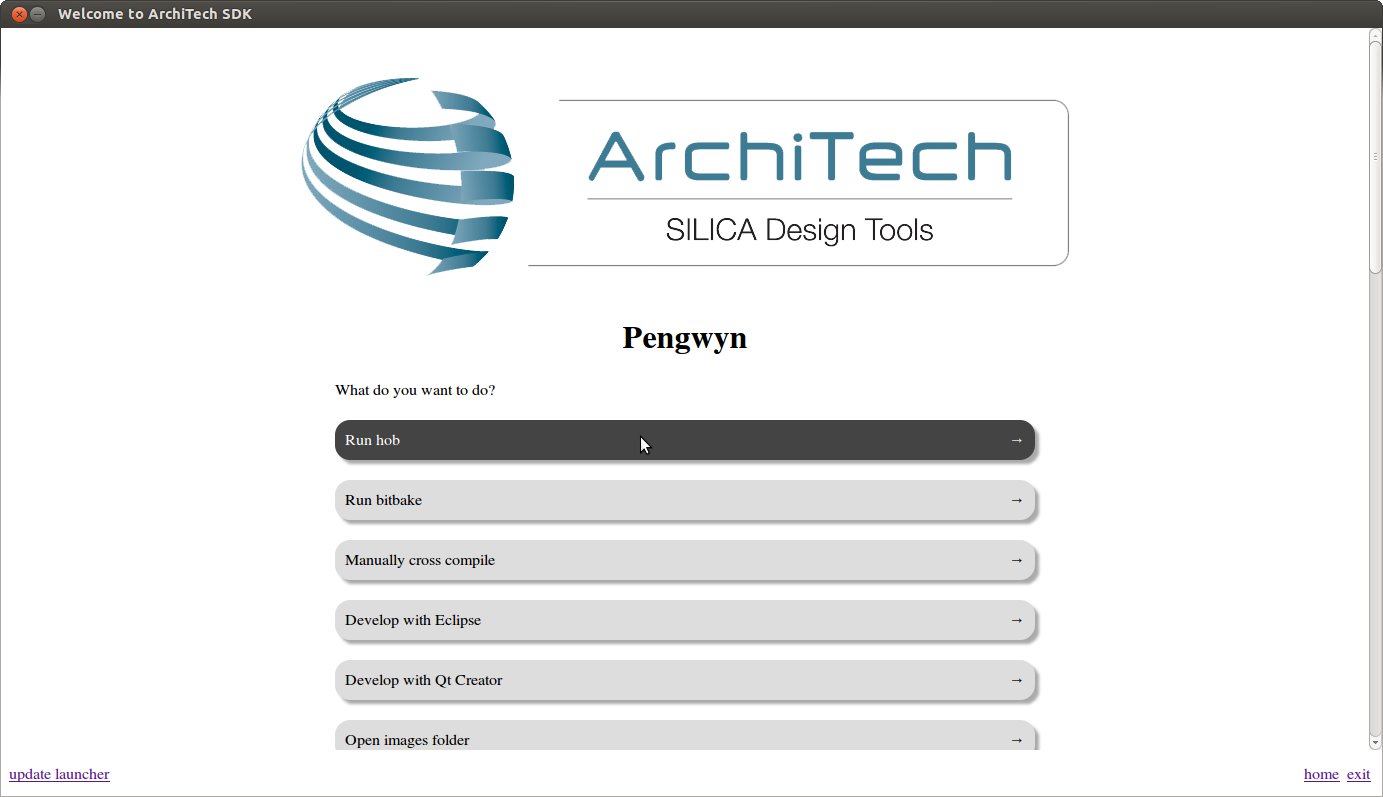 Welcome to ArchiTech SDK
ArchiTech
SILICA Design Tools
Pengwyn
What do you want to do?
Run hob →
Run bitbake →
Manually cross compile →
Develop with Eclipse →
Develop with Qt Creator →
Open images folder →
update launcher home exit